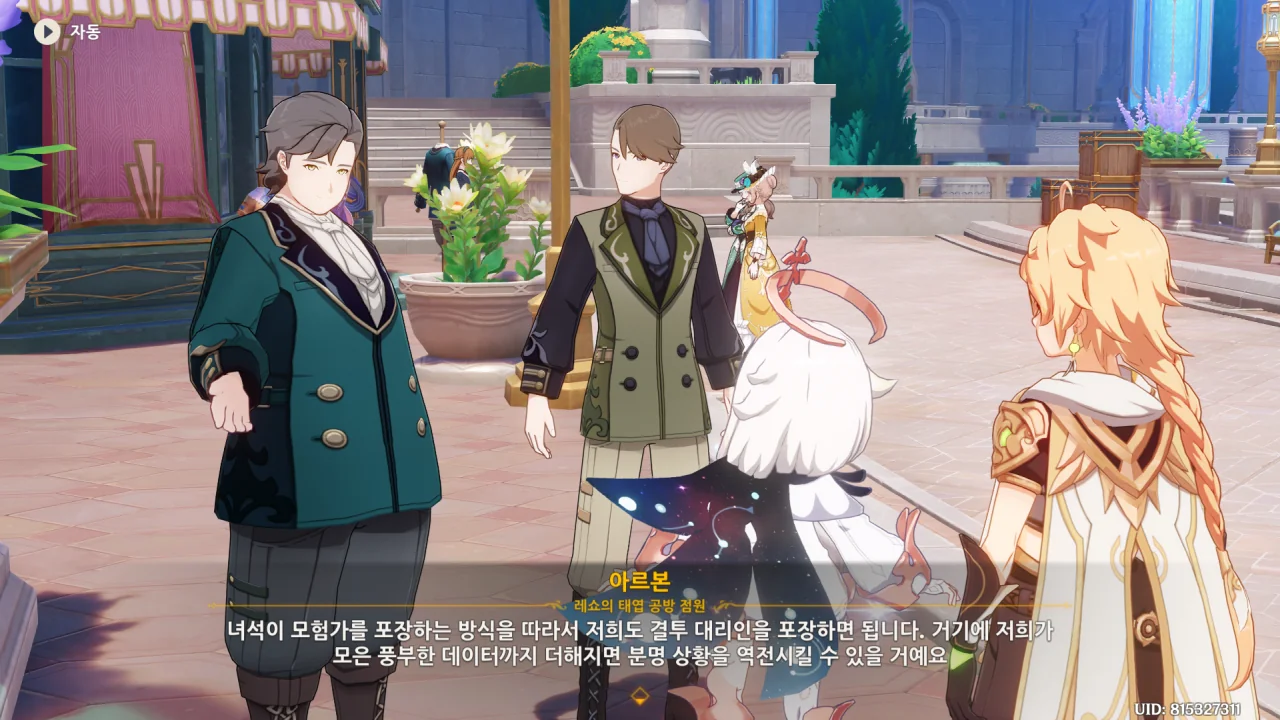 자동
아르본
레쇼의 태엽 공방 점원
녀석이 모험가를 포장하는 방식을 따라서 저희도 결투 대리인을 포장하면 됩니다. 거기에 저희가
모은 풍부한 데이터까지 더해지면 분명 상황을 역전시킬 수 있을 거예요
UID: 815327311